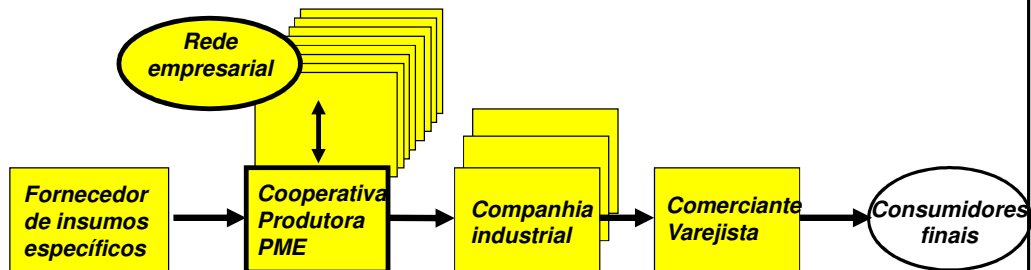 Rede
empresarial
Fornecedor
de insumos
específicos
Cooperativa
Produtora
PME
Companhia
industrial
Comerciante
Varejista
Consumidores
finais